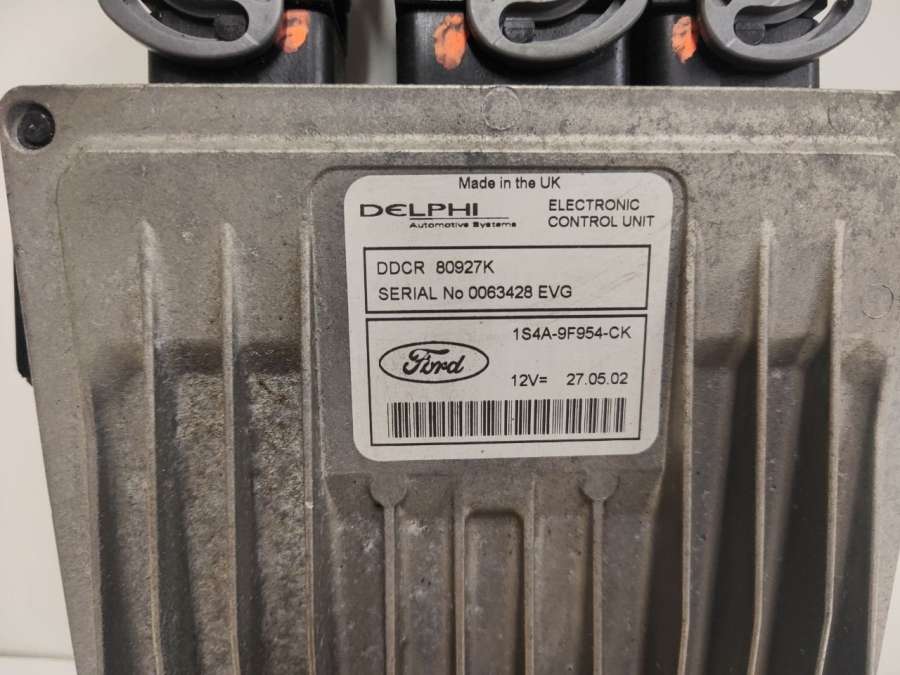 Made in the UK
DELPHI
Automotive Systems
ELECTRONIC
CONTROL UNIT
DDCR 80927K
SERIAL No 0063428 EVG
1S4A-9F954-CK
Ford
12V= 27.05.02